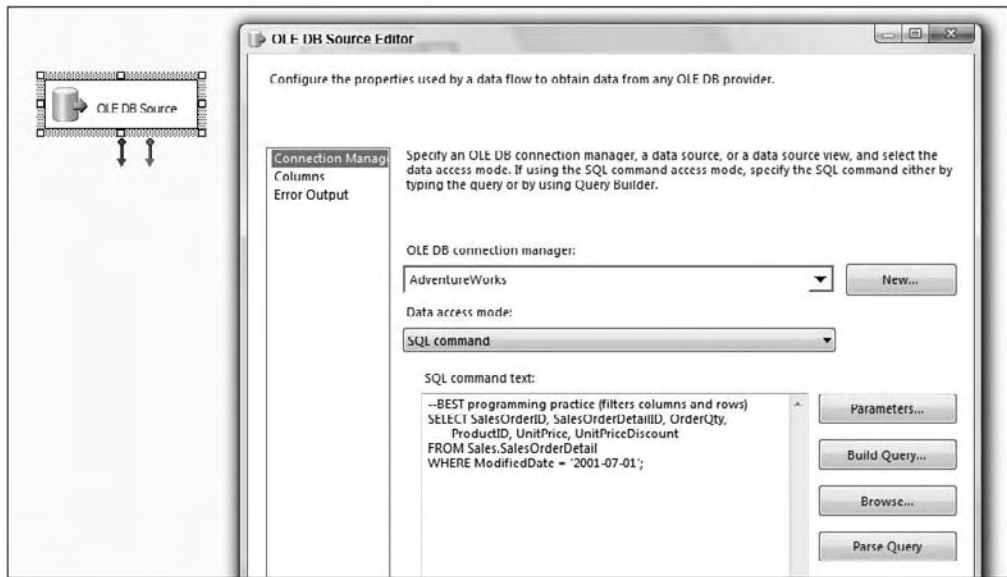 OLE DB Source
OLE DB Source Editor
Configure the properties used by a data flow to obtain data from any OLE DB provider.
Connection Manag
Columns
Error Output
Specify an OLE DB connection manager, a data source, or a data source view, and select the
data access mode. If using the SQL command access mode, specify the SQL command either by
typing the query or by using Query Builder.
OLE DB connection manager:
AdventureWorks
New...
Data access mode:
SQL command
SQL command text:
--BEST programming practice (filters columns and rows)
SELECT SalesOrderID, SalesOrderDetailID, OrderQty,
ProductID, UnitPrice, UnitPriceDiscount
FROM Sales.SalesOrderDetail
WHERE ModifiedDate = '2001-07-01';
Parameters...
Build Query...
Browse...
Parse Query